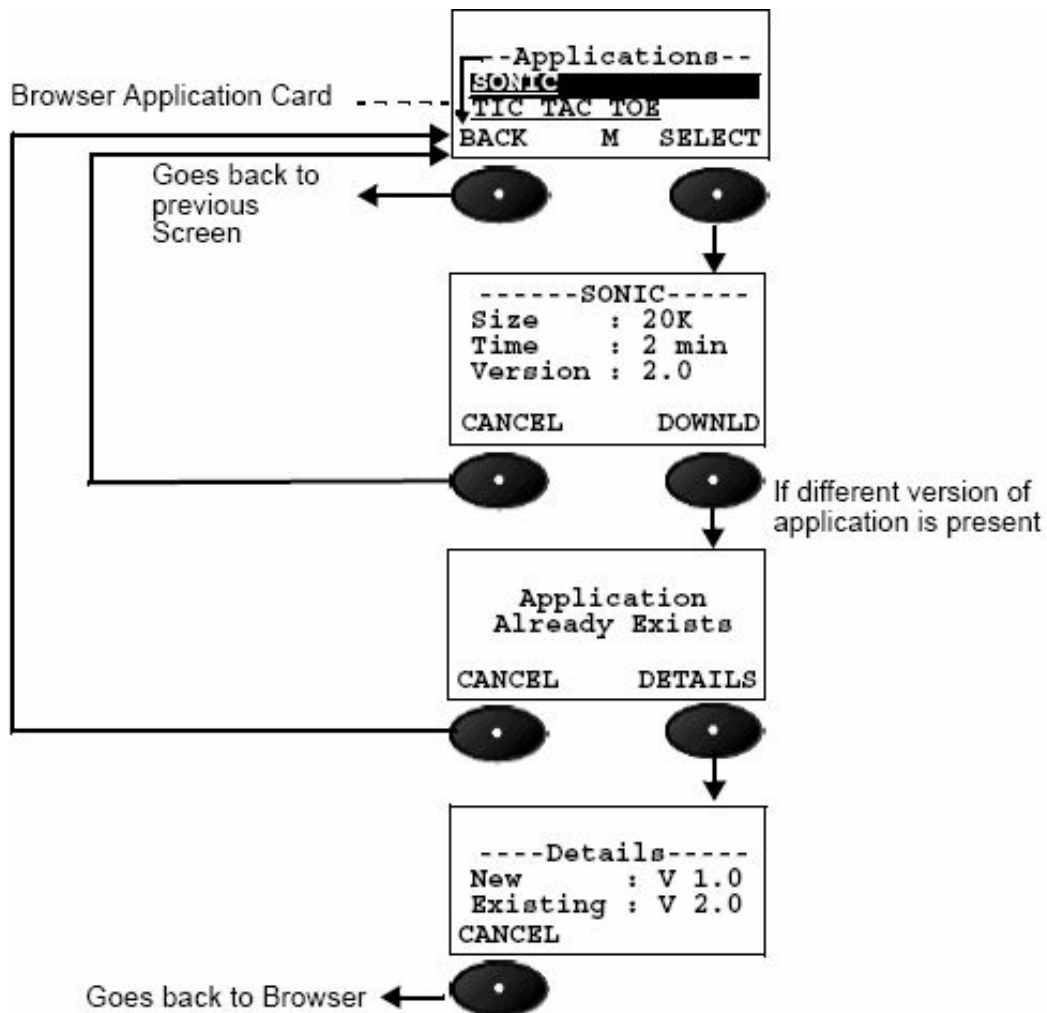 --Applications--
SONIC
Browser Application Card
TIC TAC TOE
BACK M SELECT
Goes back to
previous
Screen
------SONIC-----
Size : 20K
Time : 2 min
Version : 2.0
CANCEL DOWNLD
If different version of
application is present
Application
Already Exists
CANCEL DETAILS
----Details-----
New : V 1.0
Existing : V 2.0
CANCEL
Goes back to Browser